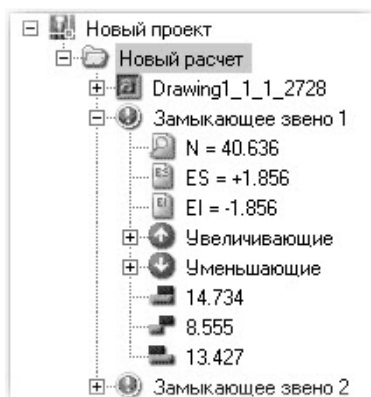 Новый проект
Новый расчет
Drawing1_1_1_2728
Замыкающее звено 1
N = 40.636
ES = +1.856
EI = -1.856
Увеличивающие
Уменьшающие
14.734
8.555
13.427
Замыкающее звено 2